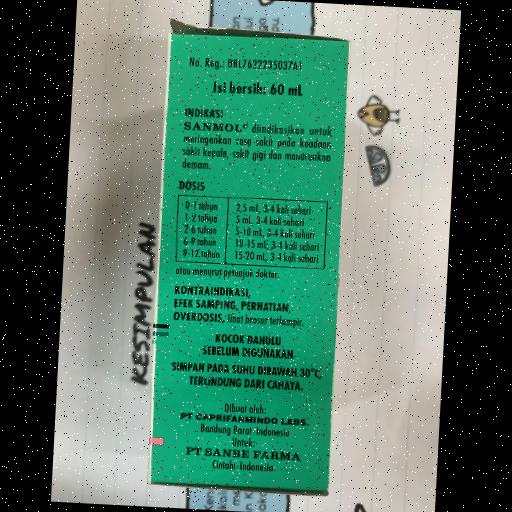 No. Reg.: DBL7632235037A1
Isi bersih: 60 mL
INDIKASI
SANMOL® diindikasikan untuk
meringankan rasa sakit pada keadaan
sakit kepala, sakit gigi dan menurunkan
demam.
DOSIS
0-1 tahun 2,5 mL, 3-4 kali sehari
1-2 tahun 5 mL, 3-4 kali sehari
2-6 tahun 5-10 mL, 3-4 kali sehari
6-9 tahun 10-15 mL, 3-4 kali sehari
9-12 tahun 15-20 mL, 3-4 kali sehari
atau menurut petunjuk dokter.
KONTRAINDIKASI,
EFEK SAMPING, PERHATIAN,
OVERDOSIS, lihat brosur terlampir.
KOCOK DAHULU
SEBELUM DIGUNAKAN.
SIMPAN PADA SUHU DIBAWAH 30°C,
TERLINDUNG DARI CAHAYA.
Dibuat oleh:
PT CAPRIFARMINDO LABS.
Bandung Barat-Indonesia
Untuk:
PT SANBE FARMA
Cimahi-Indonesia.
KESIMPULAN